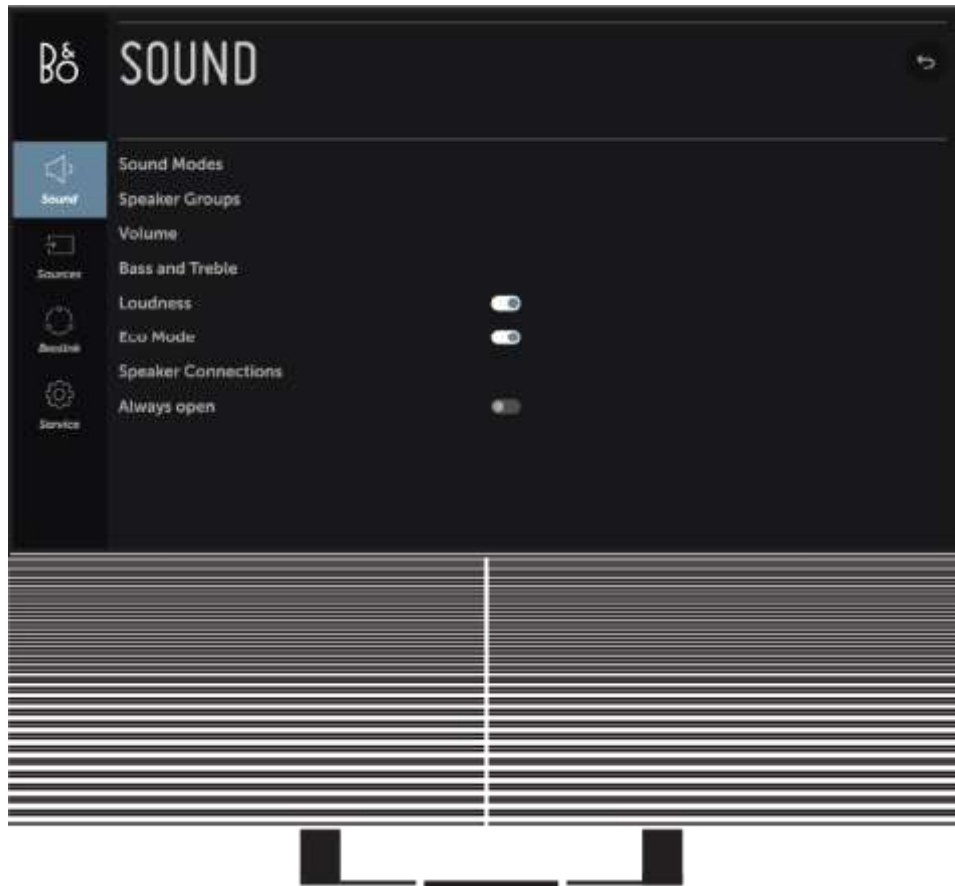 B&O
SOUND
Sound
Sources
Beolink
Service
Sound Modes
Speaker Groups
Volume
Bass and Treble
Loudness
Eco Mode
Speaker Connections
Always open